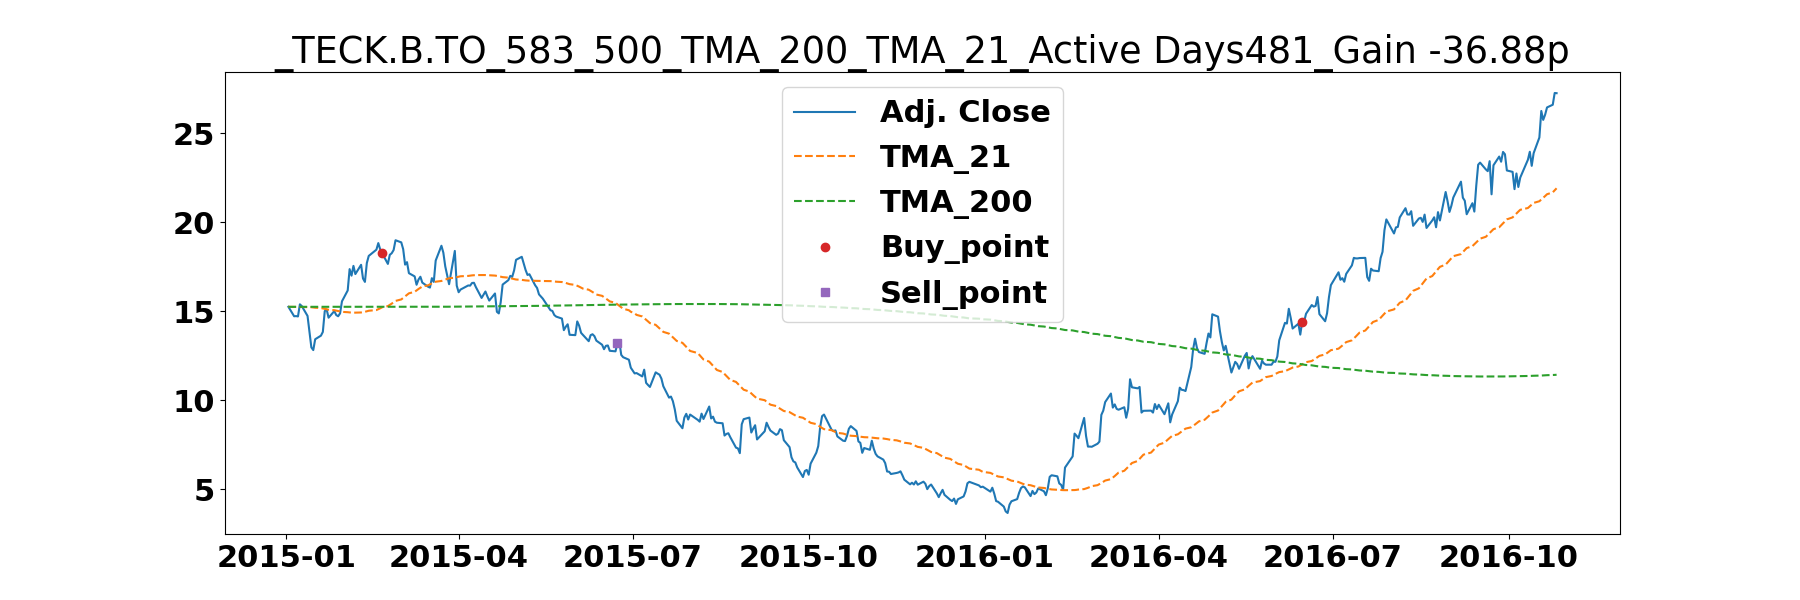 _TECK.B.TO_583_500_TMA_200_TMA_21_Active Days481_Gain -36.88p
Adj. Close
TMA_21
TMA_200
Buy_point
Sell_point
25
20
15
10
5
2015-01 2015-04 2015-07 2015-10 2016-01 2016-04 2016-07 2016-10